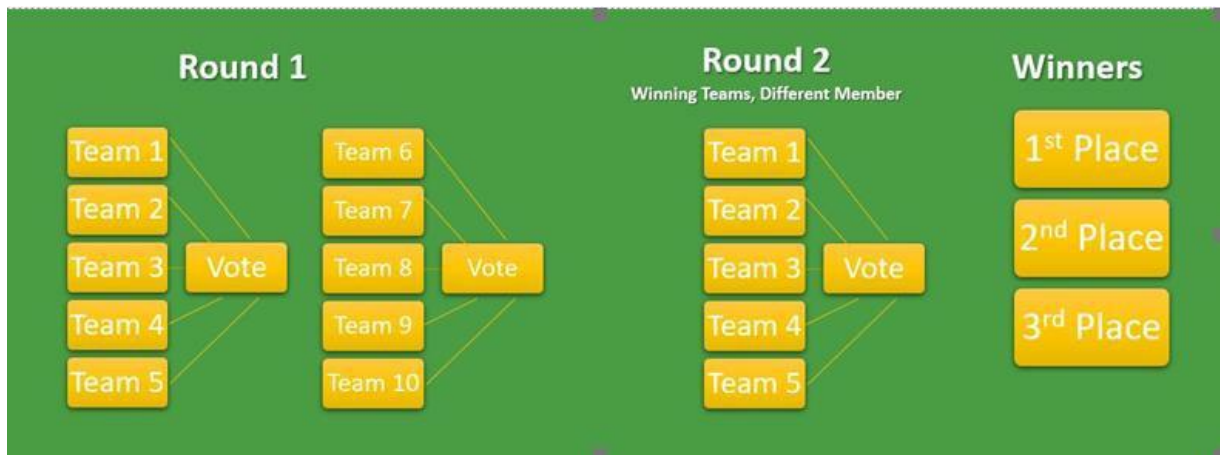 Round 1
Team 1
Team 2
Team 3
Team 4
Team 5
Vote
Team 6
Team 7
Team 8
Team 9
Team 10
Vote
Round 2
Winning Teams, Different Member
Team 1
Team 2
Team 3
Team 4
Team 5
Vote
Winners
1st Place
2nd Place
3rd Place